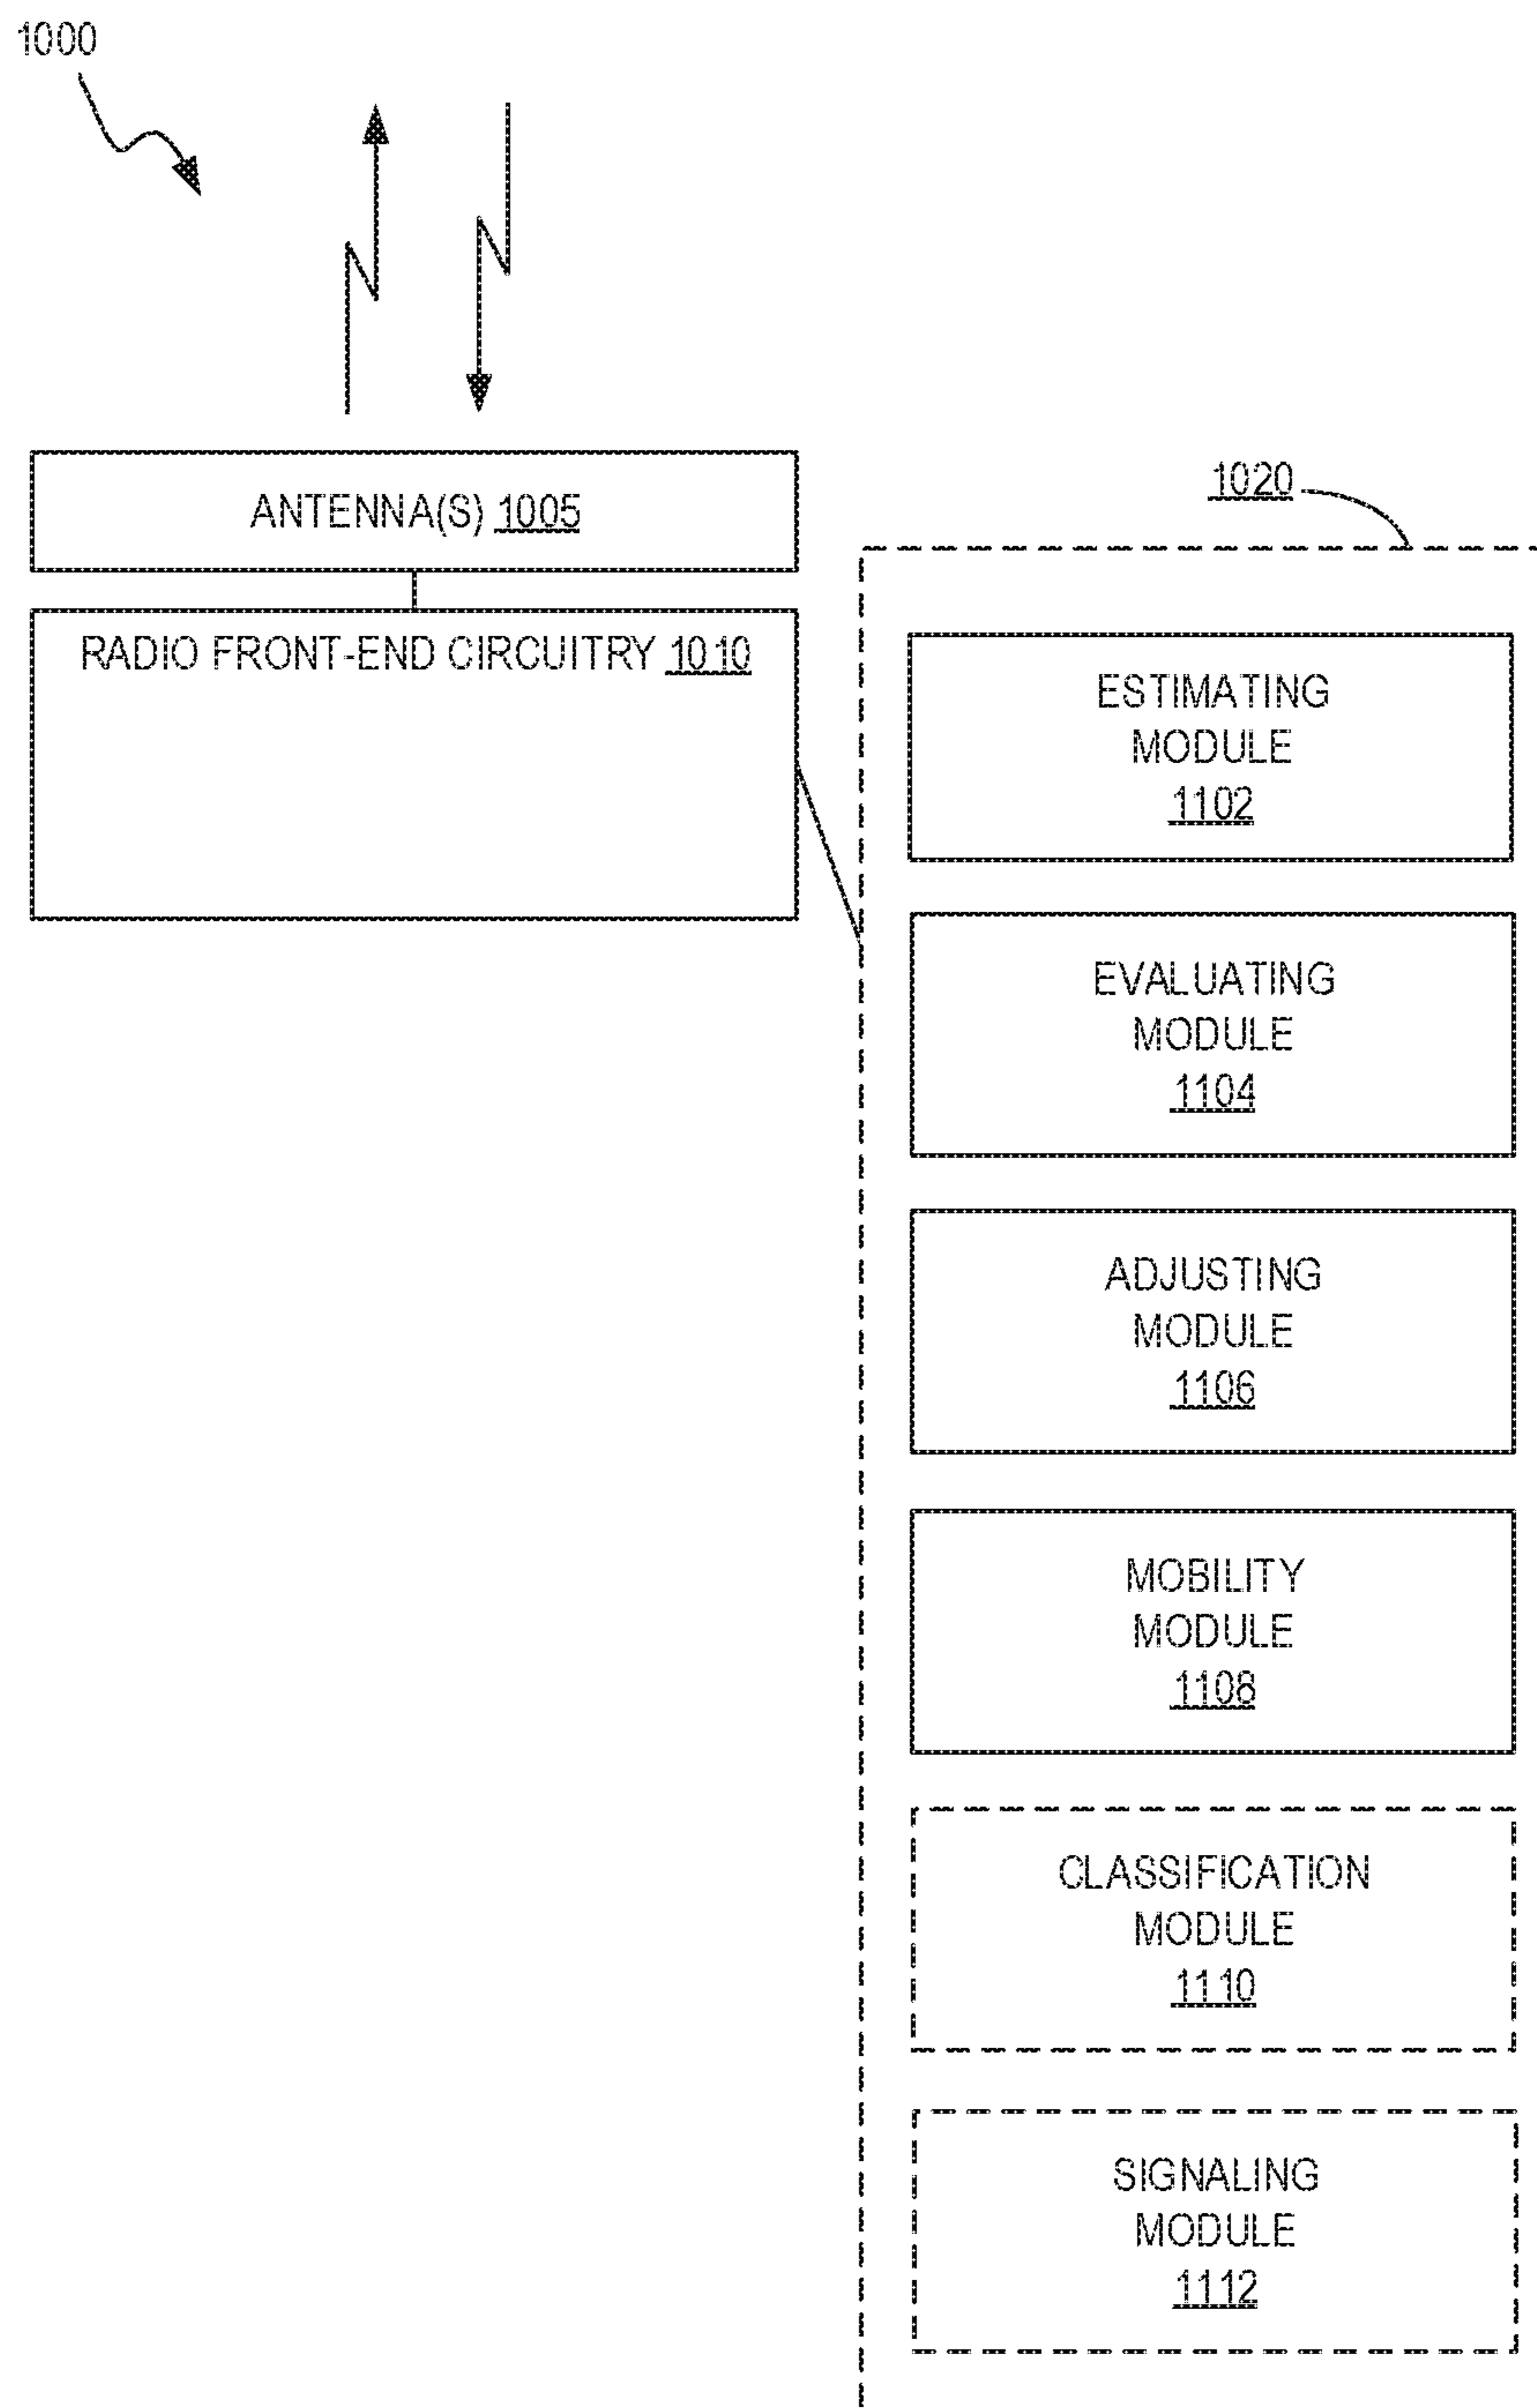 1000
ANTENNA(S) 1005
1020
RADIO FRONT-END CIRCUITRY 1010
ESTIMATING
MODULE
1102
EVALUATING
MODULE
1104
ADJUSTING
MODULE
1106
MOBILITY
MODULE
1108
CLASSIFICATION
MODULE
1110
SIGNALING
MODULE
1112